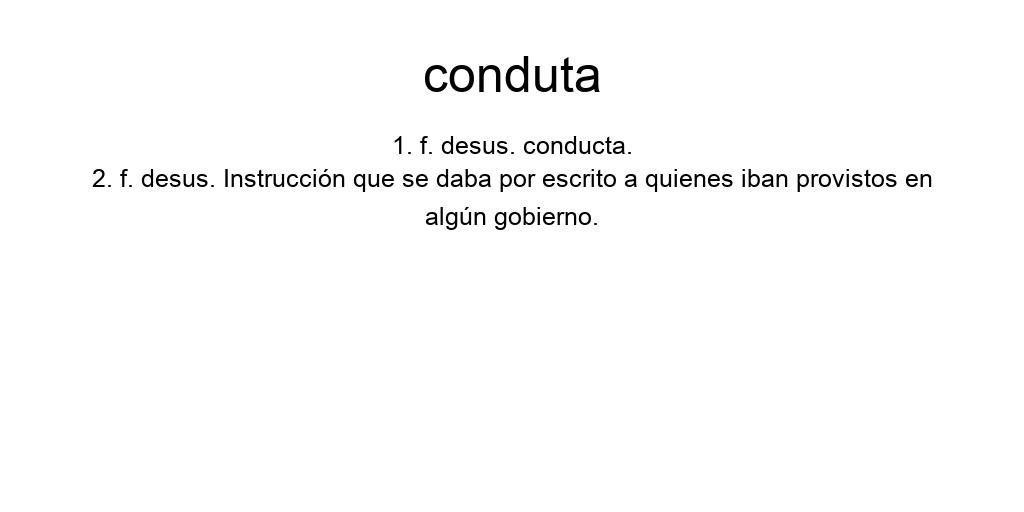 conduta
1. f. desus. conducta.
2. f. desus. Instrucción que se daba por escrito a quienes iban provistos en
algún gobierno.